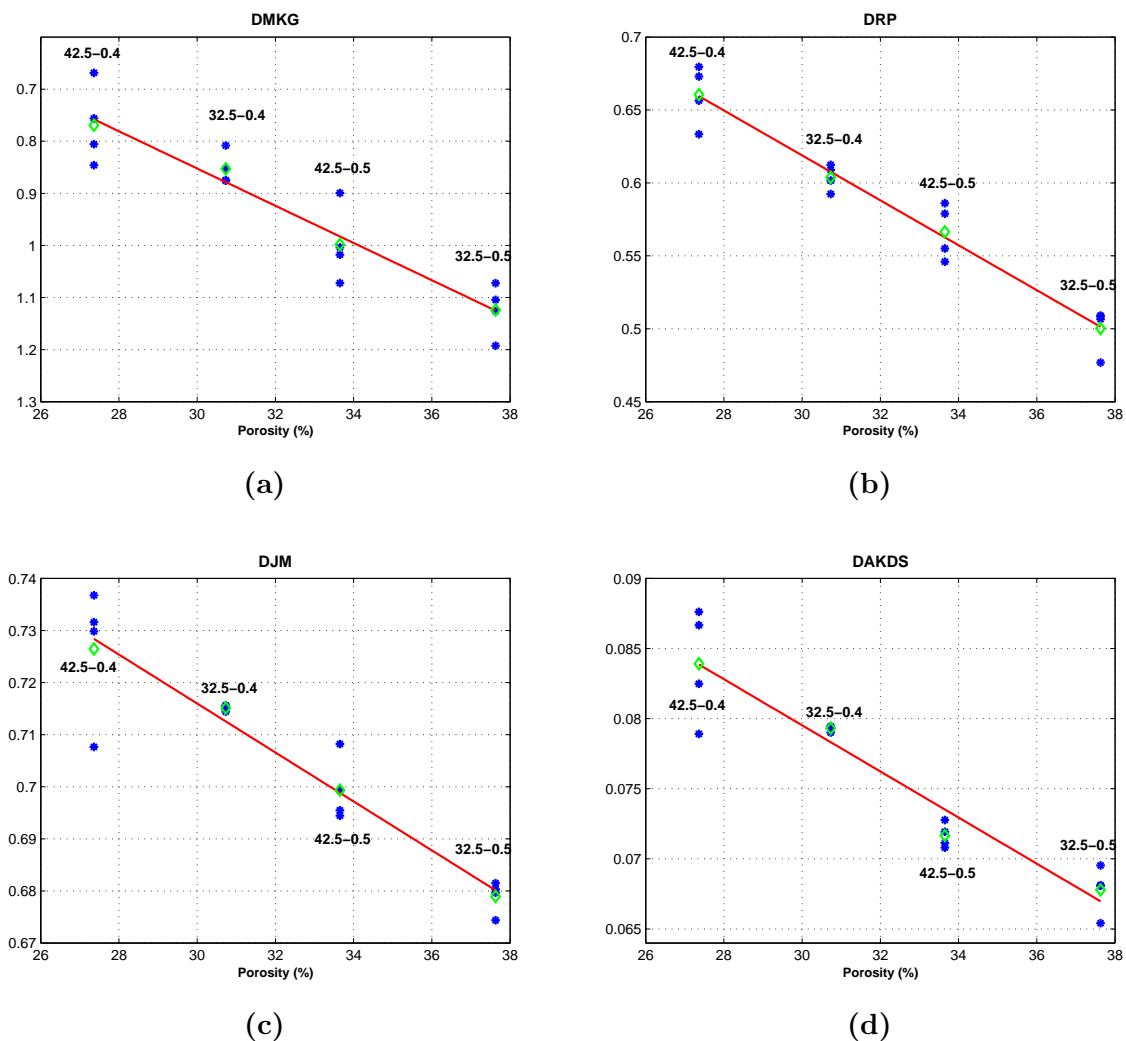 DMKG
42.5−0.4
32.5−0.4
42.5−0.5
32.5−0.5
0.7
0.8
0.9
1
1.1
1.2
1.3
26 28 30 32 34 36 38
Porosity (%)
(a)
DRP
42.5−0.4
32.5−0.4
42.5−0.5
32.5−0.5
0.7
0.65
0.6
0.55
0.5
0.45
26 28 30 32 34 36 38
Porosity (%)
(b)
DJM
42.5−0.4
32.5−0.4
42.5−0.5
32.5−0.5
0.74
0.73
0.72
0.71
0.7
0.69
0.68
0.67
26 28 30 32 34 36 38
Porosity (%)
(c)
DAKDS
42.5−0.4
32.5−0.4
42.5−0.5
32.5−0.5
0.09
0.085
0.08
0.075
0.07
0.065
26 28 30 32 34 36 38
Porosity (%)
(d)